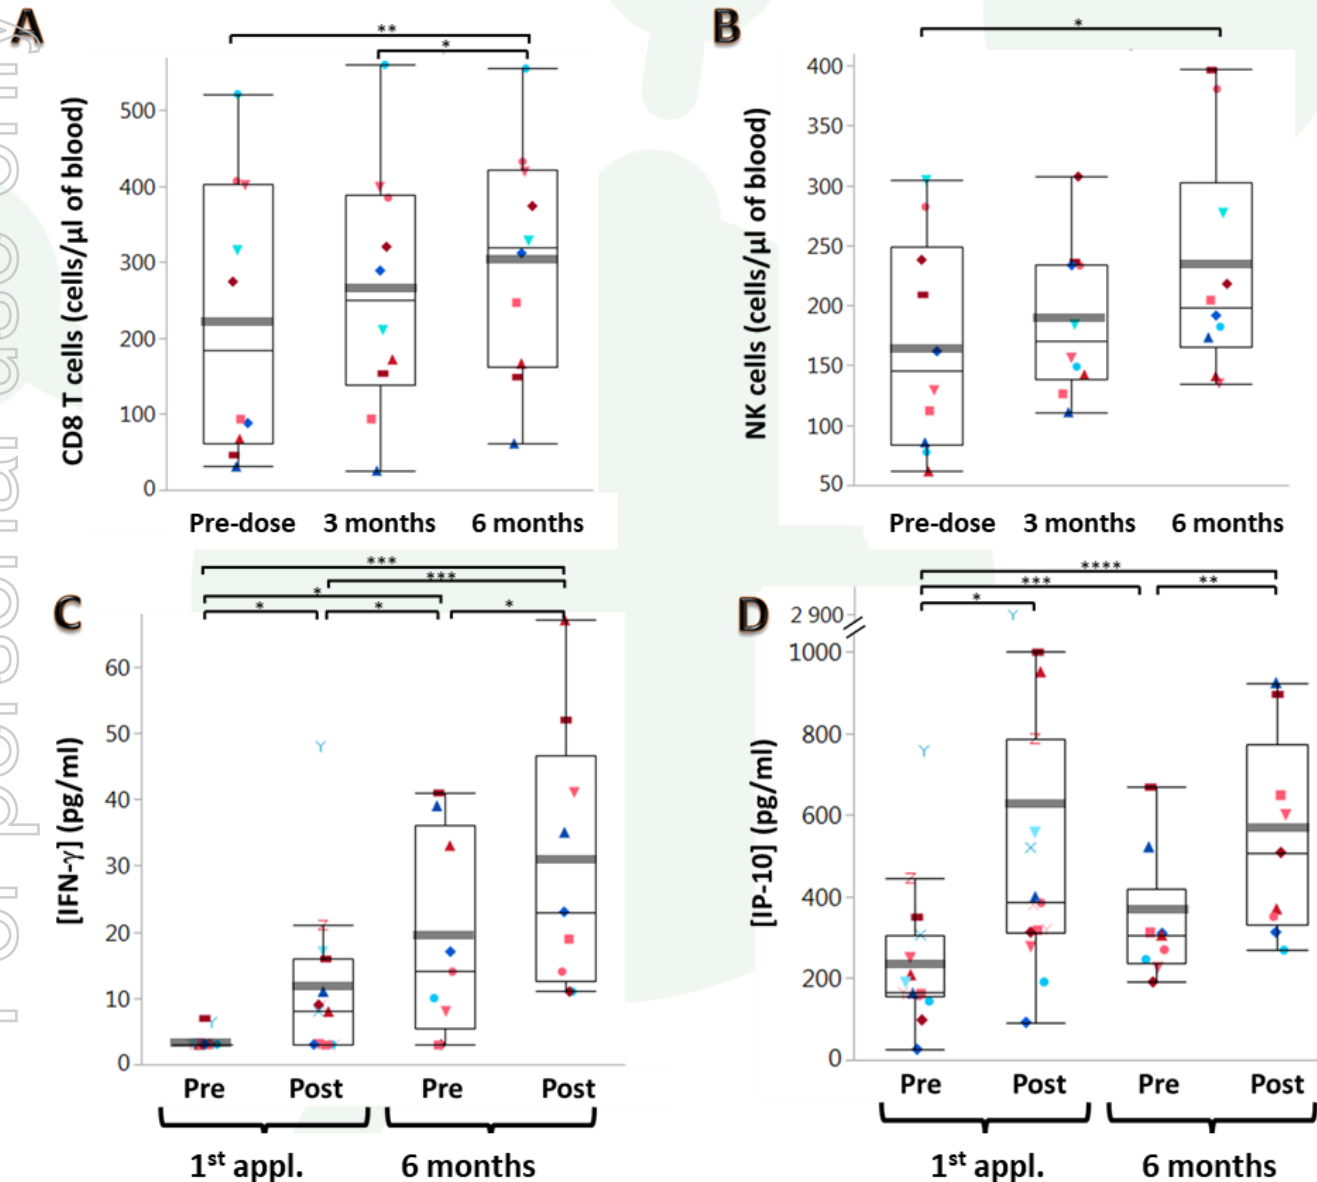 For personal use only
A
**
*
CD8 T cells (cells/µl of blood)
500
400
300
200
100
0
Pre-dose 3 months 6 months
B
*
NK cells (cells/µl of blood)
400
350
300
250
200
150
100
50
Pre-dose 3 months 6 months
C
***
***
*
* * *
[IFN-γ] (pg/ml)
60
50
40
30
20
10
0
Pre Post Pre Post
1st appl. 6 months
D
****
*** **
*
[IP-10] (pg/ml)
2 900
1000
800
600
400
200
0
Pre Post Pre Post
1st appl. 6 months